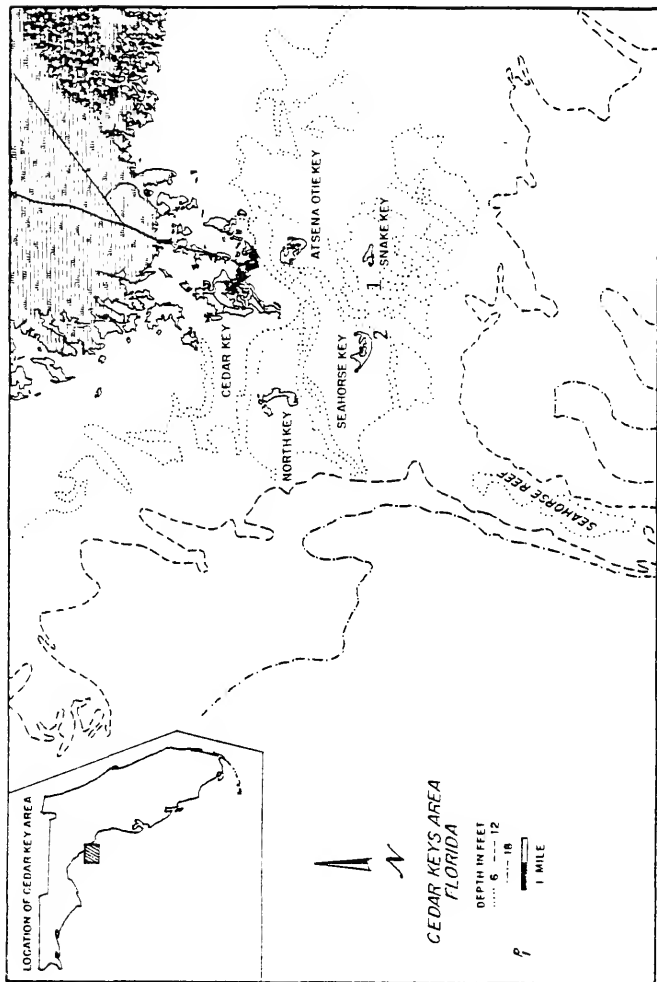 LOCATION OF CEDAR KEY AREA
CEDAR KEY
ATSENA OTIE KEY
NORTH KEY
SEAHORSE KEY
2
1
SNAKE KEY
SEAHORSE REEF
N
CEDAR KEYS AREA
FLORIDA
DEPTH IN FEET
6 12
18
1 MILE